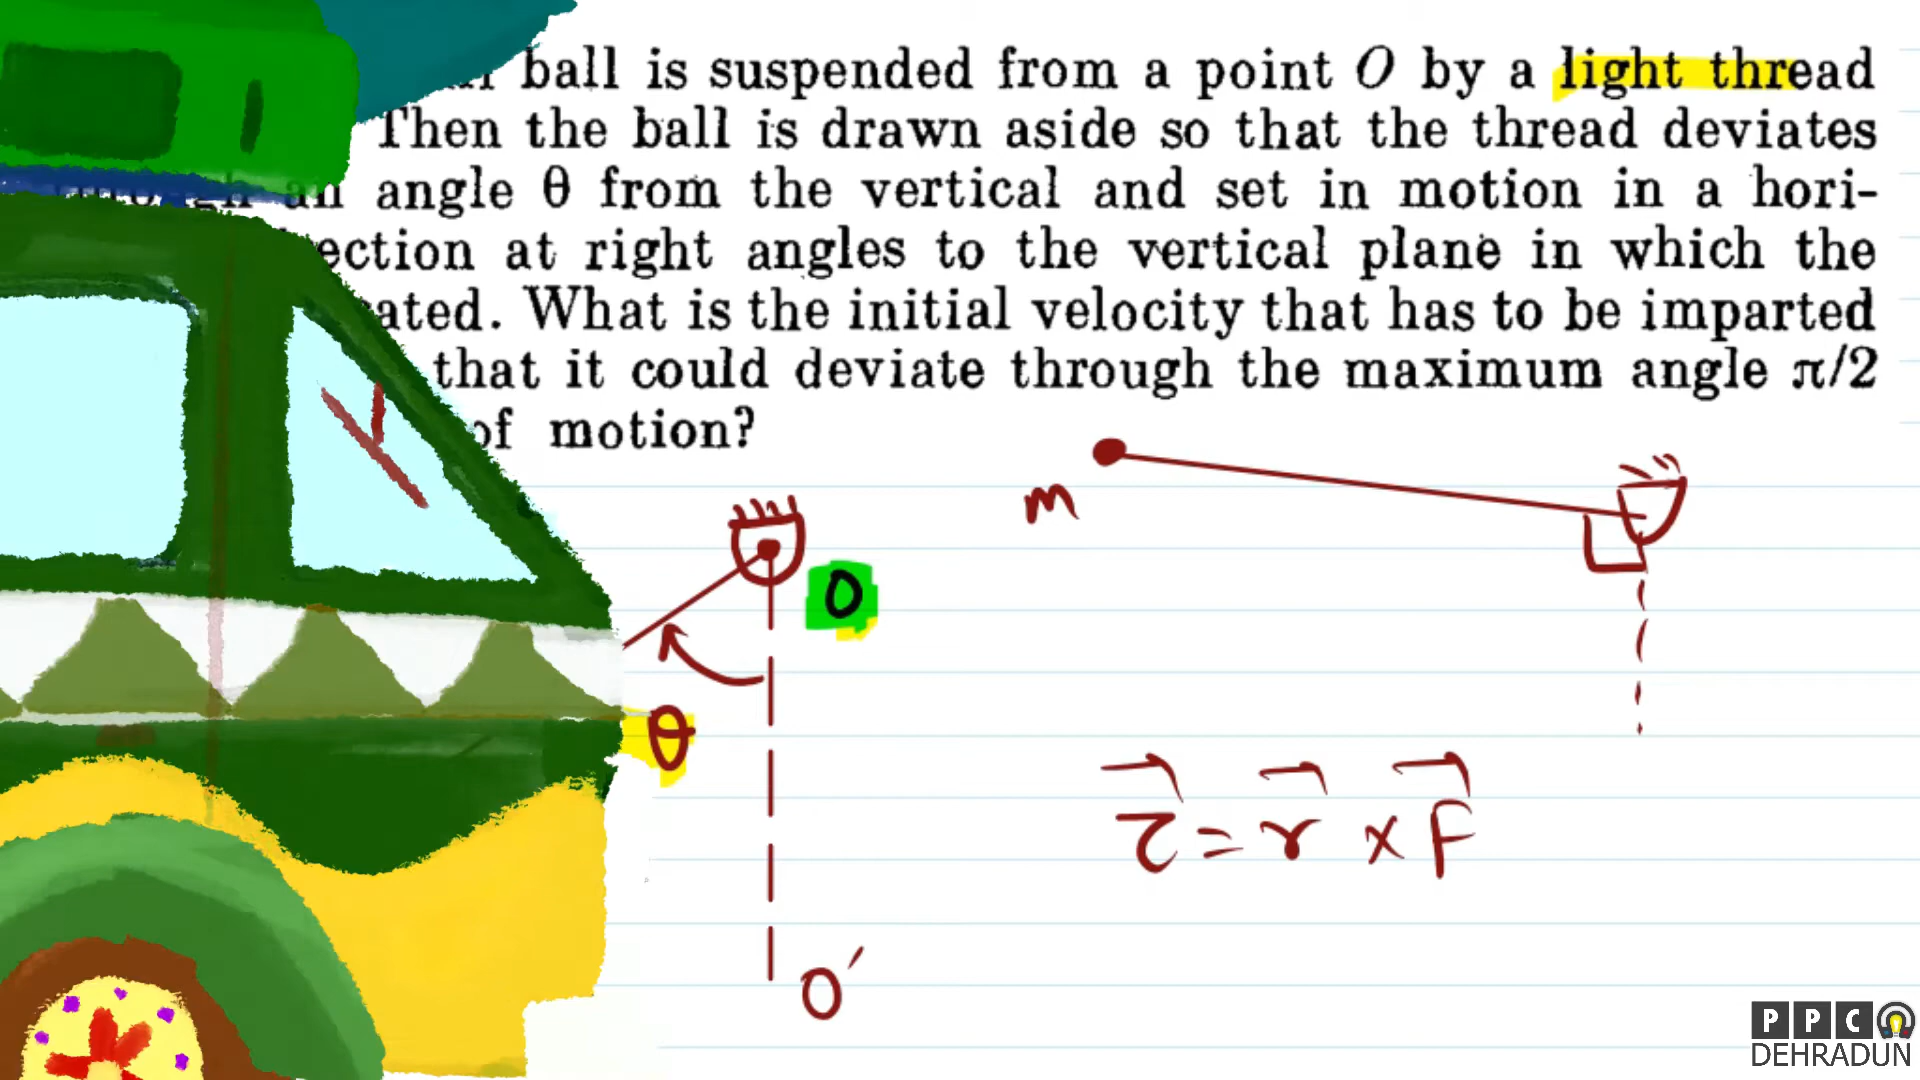 ball is suspended from a point O by a light thread
Then the ball is drawn aside so that the thread deviates
an angle θ from the vertical and set in motion in a hori-
ection at right angles to the vertical plane in which the
ated. What is the initial velocity that has to be imparted
that it could deviate through the maximum angle π/2
of motion?
m
O
θ
τ = r × F
O′
PPC
DEHRADUN